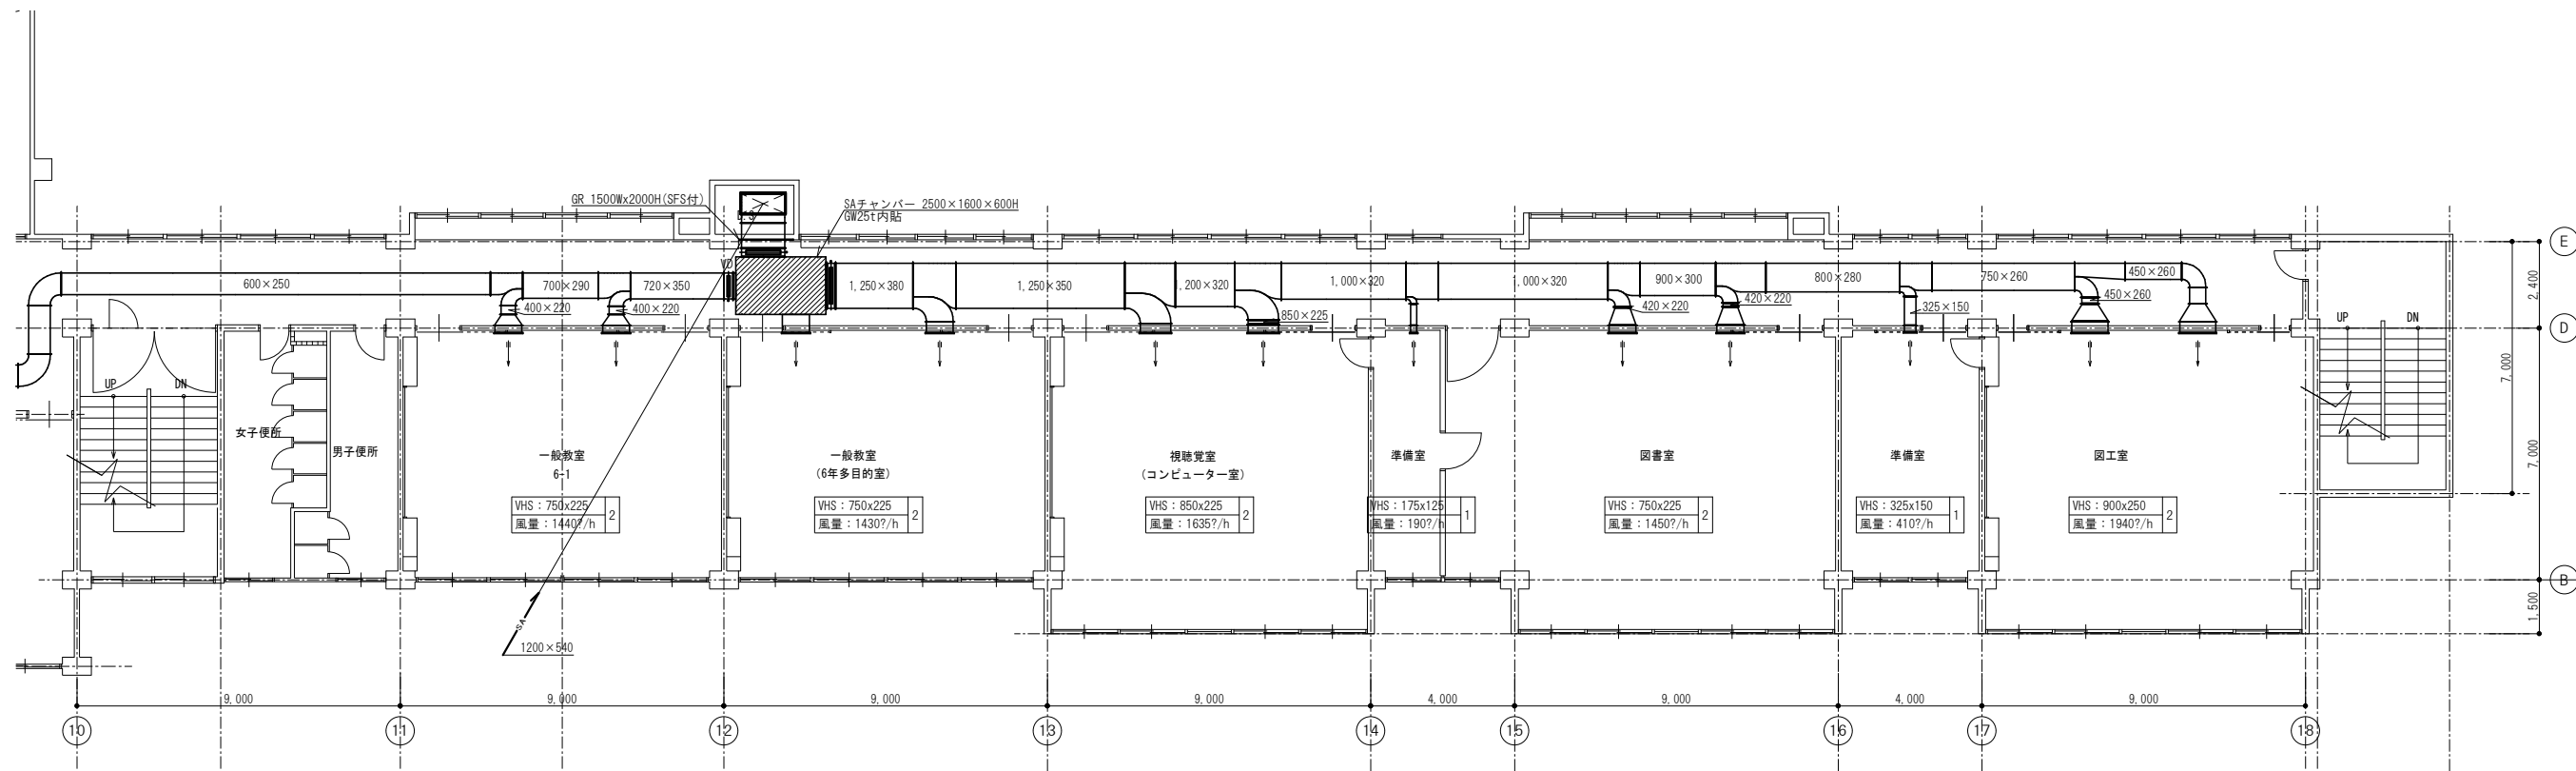 GR 1500Wx2000H(SFS付)
SAチャンバー 2500×1600×600H
GW25t内貼
D.S
VD
600×250
700×290
720×350
400×220
400×220
1,250×380
1,250×350
1,200×320
850×225
1,000×320
1,000×320
900×300
420×220
420×220
800×280
325×150
750×260
450×260
450×260
E
2,400
D
UP
DN
7,000
7,000
B
1,500
UP
DN
女子便所
男子便所
一般教室
6-1
VHS：750x225
風量：1440?/h
2
一般教室
(6年多目的室)
VHS：750x225
風量：1430?/h
2
視聴覚室
(コンピューター室)
VHS：850x225
風量：1635?/h
2
準備室
VHS：175x125
風量：190?/h
1
図書室
VHS：750x225
風量：1450?/h
2
準備室
VHS：325x150
風量：410?/h
1
図工室
VHS：900x250
風量：1940?/h
2
SA
1200×540
9,000
9,000
9,000
9,000
4,000
9,000
4,000
9,000
10
11
12
13
14
15
16
17
18